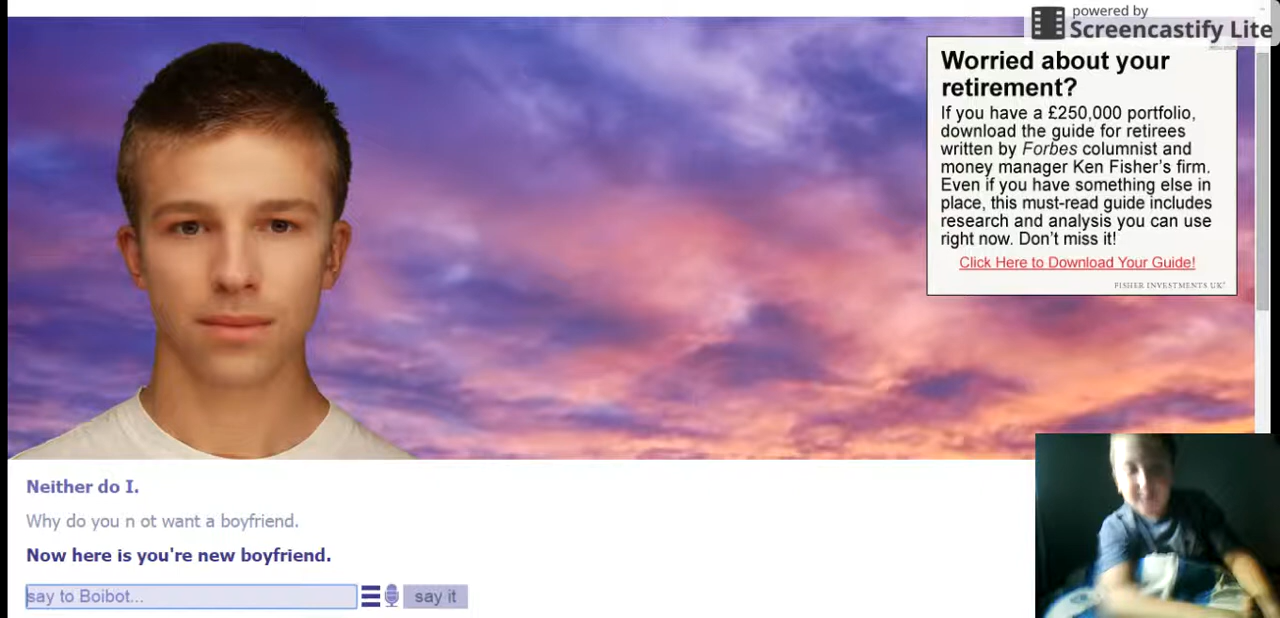 powered by
Screencastify Lite
Worried about your
retirement?
If you have a £250,000 portfolio,
download the guide for retirees
written by Forbes columnist and
money manager Ken Fisher's firm.
Even if you have something else in
place, this must-read guide includes
research and analysis you can use
right now. Don't miss it!
Click Here to Download Your Guide!
FISHER INVESTMENTS UK
Neither do I.
Why do you n ot want a boyfriend.
Now here is you're new boyfriend.
say to Boibot...
say it